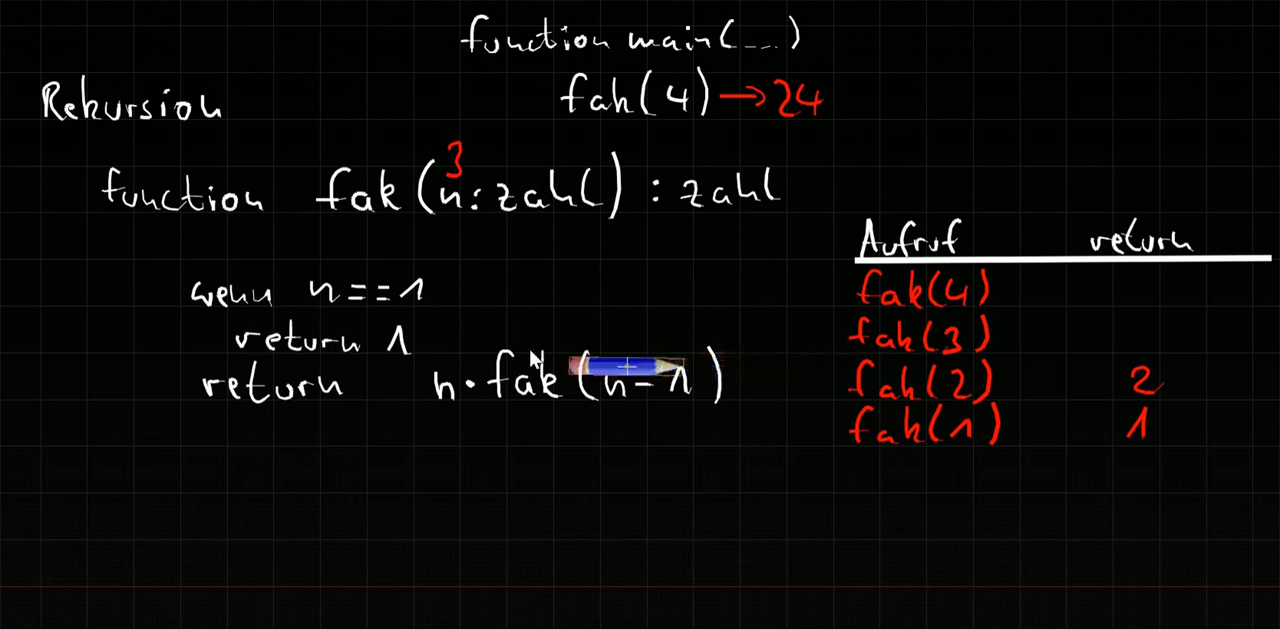 function main(....)
Rekursion
fak(4) → 24
3
function fak(n:zahl) : zahl
Aufruf return
wenn n==1
fak(4)
return 1
fak(3)
return n·fak(n-1)
fak(2) 2
fak(1) 1